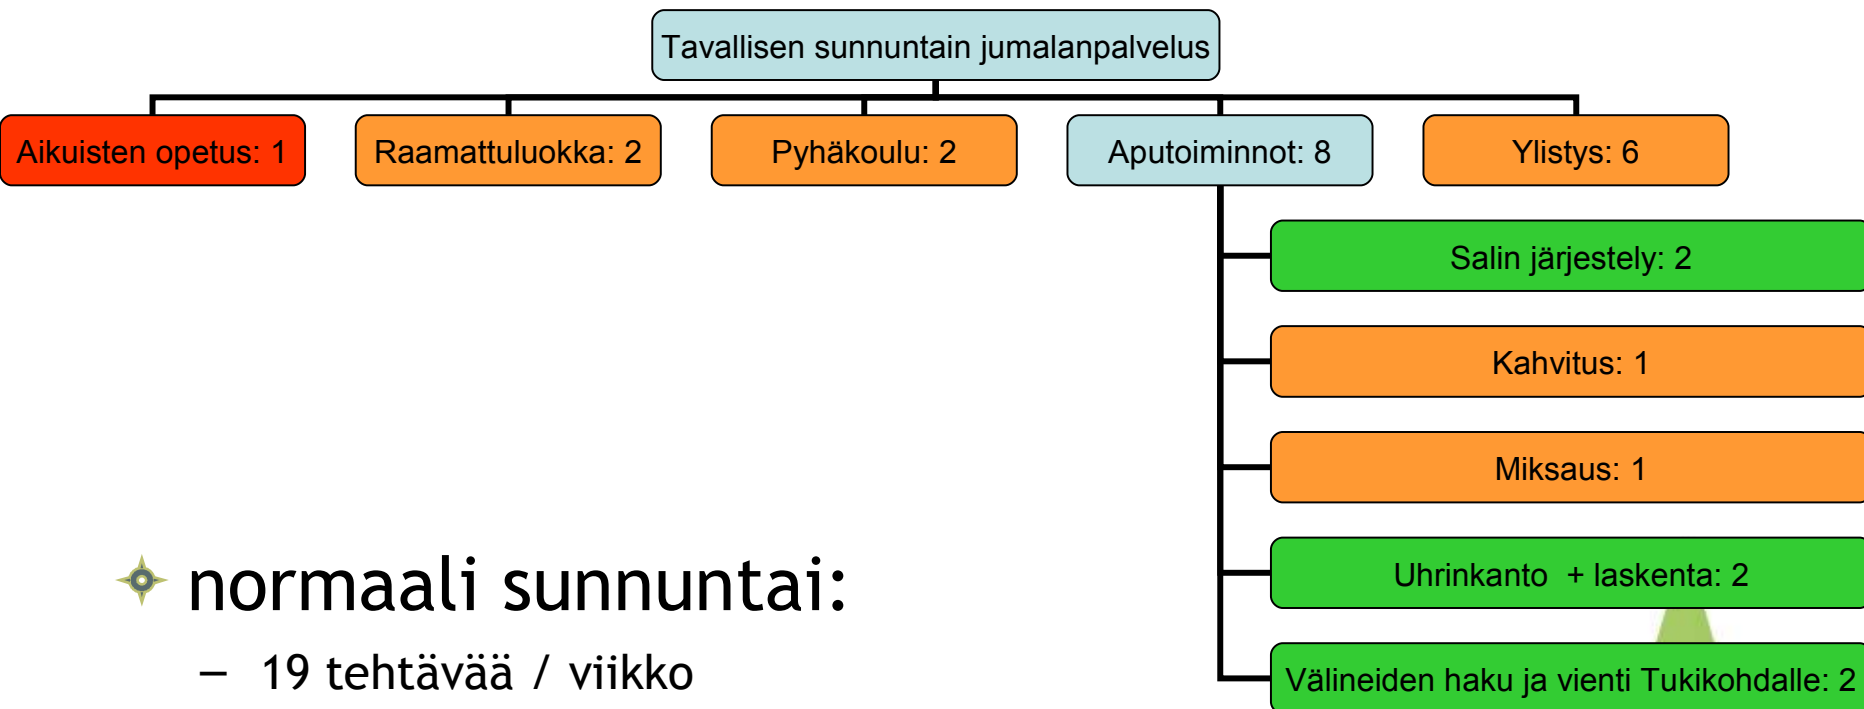 Tavallisen sunnuntain jumalanpalvelus
Aikuisten opetus: 1
Raamattuluokka: 2
Pyhäkoulu: 2
Aputoiminnot: 8
Ylistys: 6
Salin järjestely: 2
Kahvitus: 1
Miksaus: 1
Uhrinkanto + laskenta: 2
Välineiden haku ja vienti Tukikohdalle: 2
normaali sunnuntai:
– 19 tehtävää / viikko